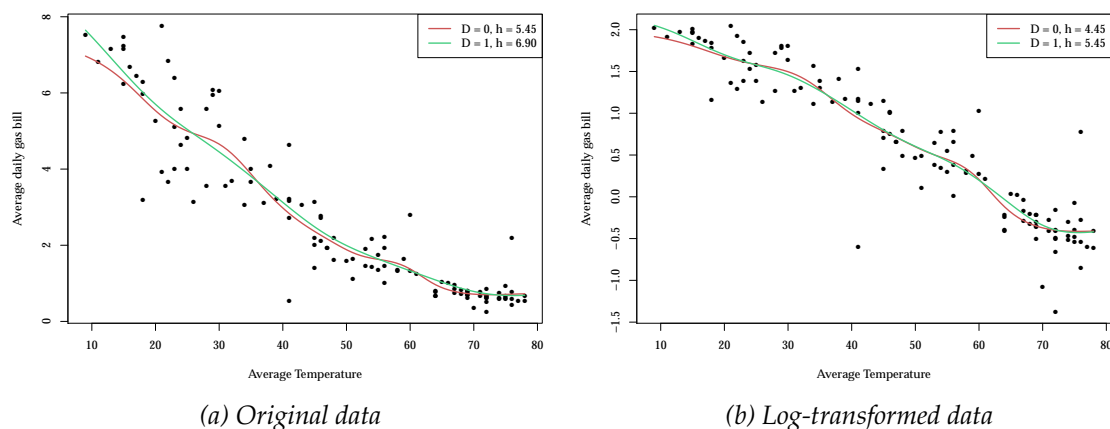 D = 0, h = 5.45
D = 1, h = 6.90
Average daily gas bill
0
2
4
6
8
10
20
30
40
50
60
70
80
Average Temperature
(a) Original data
D = 0, h = 4.45
D = 1, h = 5.45
Average daily gas bill
−1.5
−1.0
−0.5
0.0
0.5
1.0
1.5
2.0
10
20
30
40
50
60
70
80
Average Temperature
(b) Log-transformed data